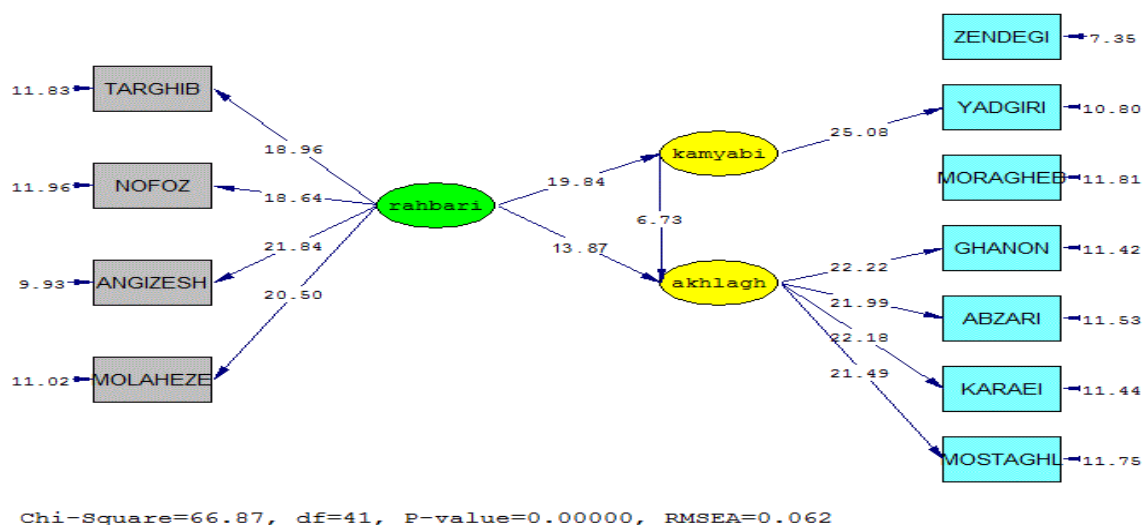 ZENDEGI 7.35
11.83 TARGHIB
YADGIRI 10.80
25.08
18.96
kamyabi
11.96 NOFOZ
19.84
MORAGHEB 11.81
18.64
rahbari
6.73
21.84
13.87
GHANON 11.42
22.22
9.93 ANGIZESH
akhlagh
20.50
21.99
ABZARI 11.53
22.18
11.02 MOLAHEZE
21.49
KARAEI 11.44
MOSTAGHL 11.75
Chi-Square=66.87, df=41, P-value=0.00000, RMSEA=0.062